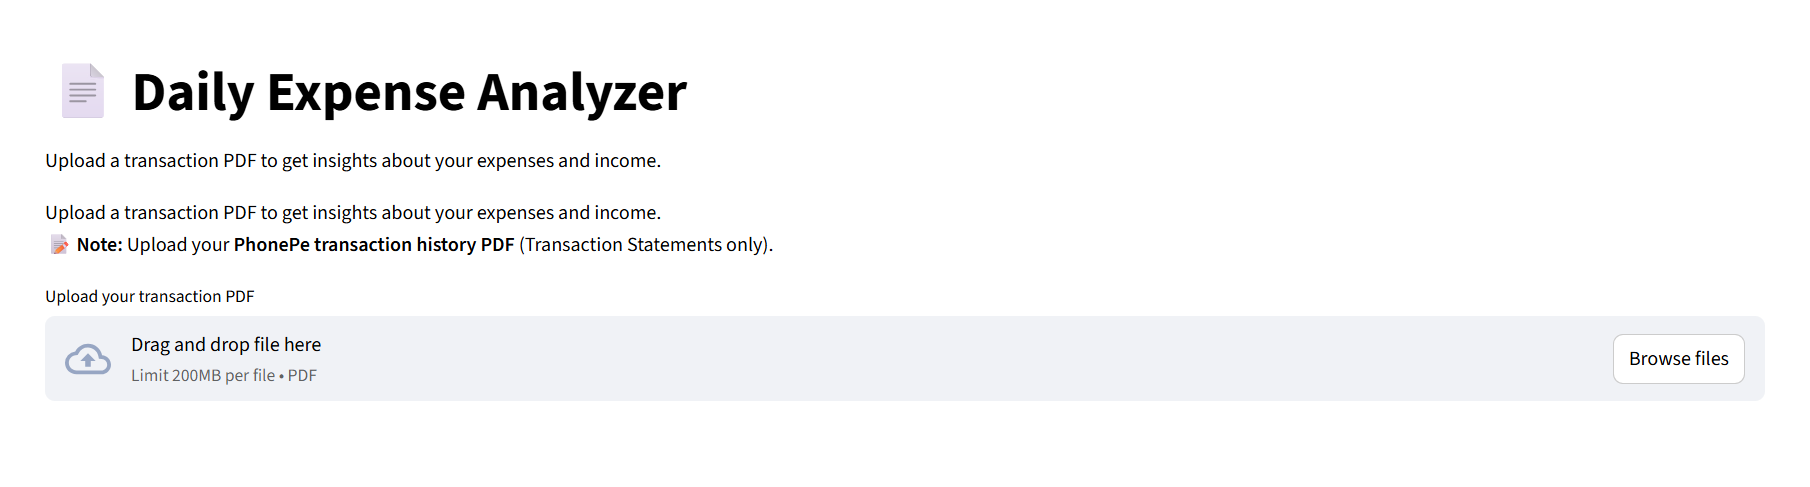 Daily Expense Analyzer
Upload a transaction PDF to get insights about your expenses and income.
Upload a transaction PDF to get insights about your expenses and income.
Note: Upload your PhonePe transaction history PDF (Transaction Statements only).
Upload your transaction PDF
Drag and drop file here
Limit 200MB per file • PDF
Browse files